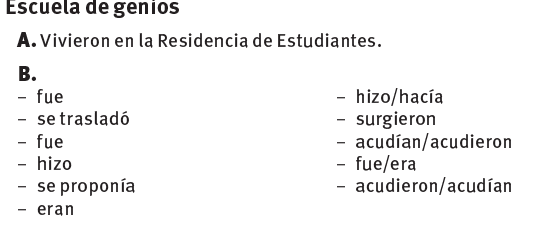 Escuela de genios
A. Vivieron en la Residencia de Estudiantes.
B.
– fue
– se trasladó
– fue
– hizo
– se proponía
– eran
– hizo/hacía
– surgieron
– acudían/acudieron
– fue/era
– acudieron/acudían